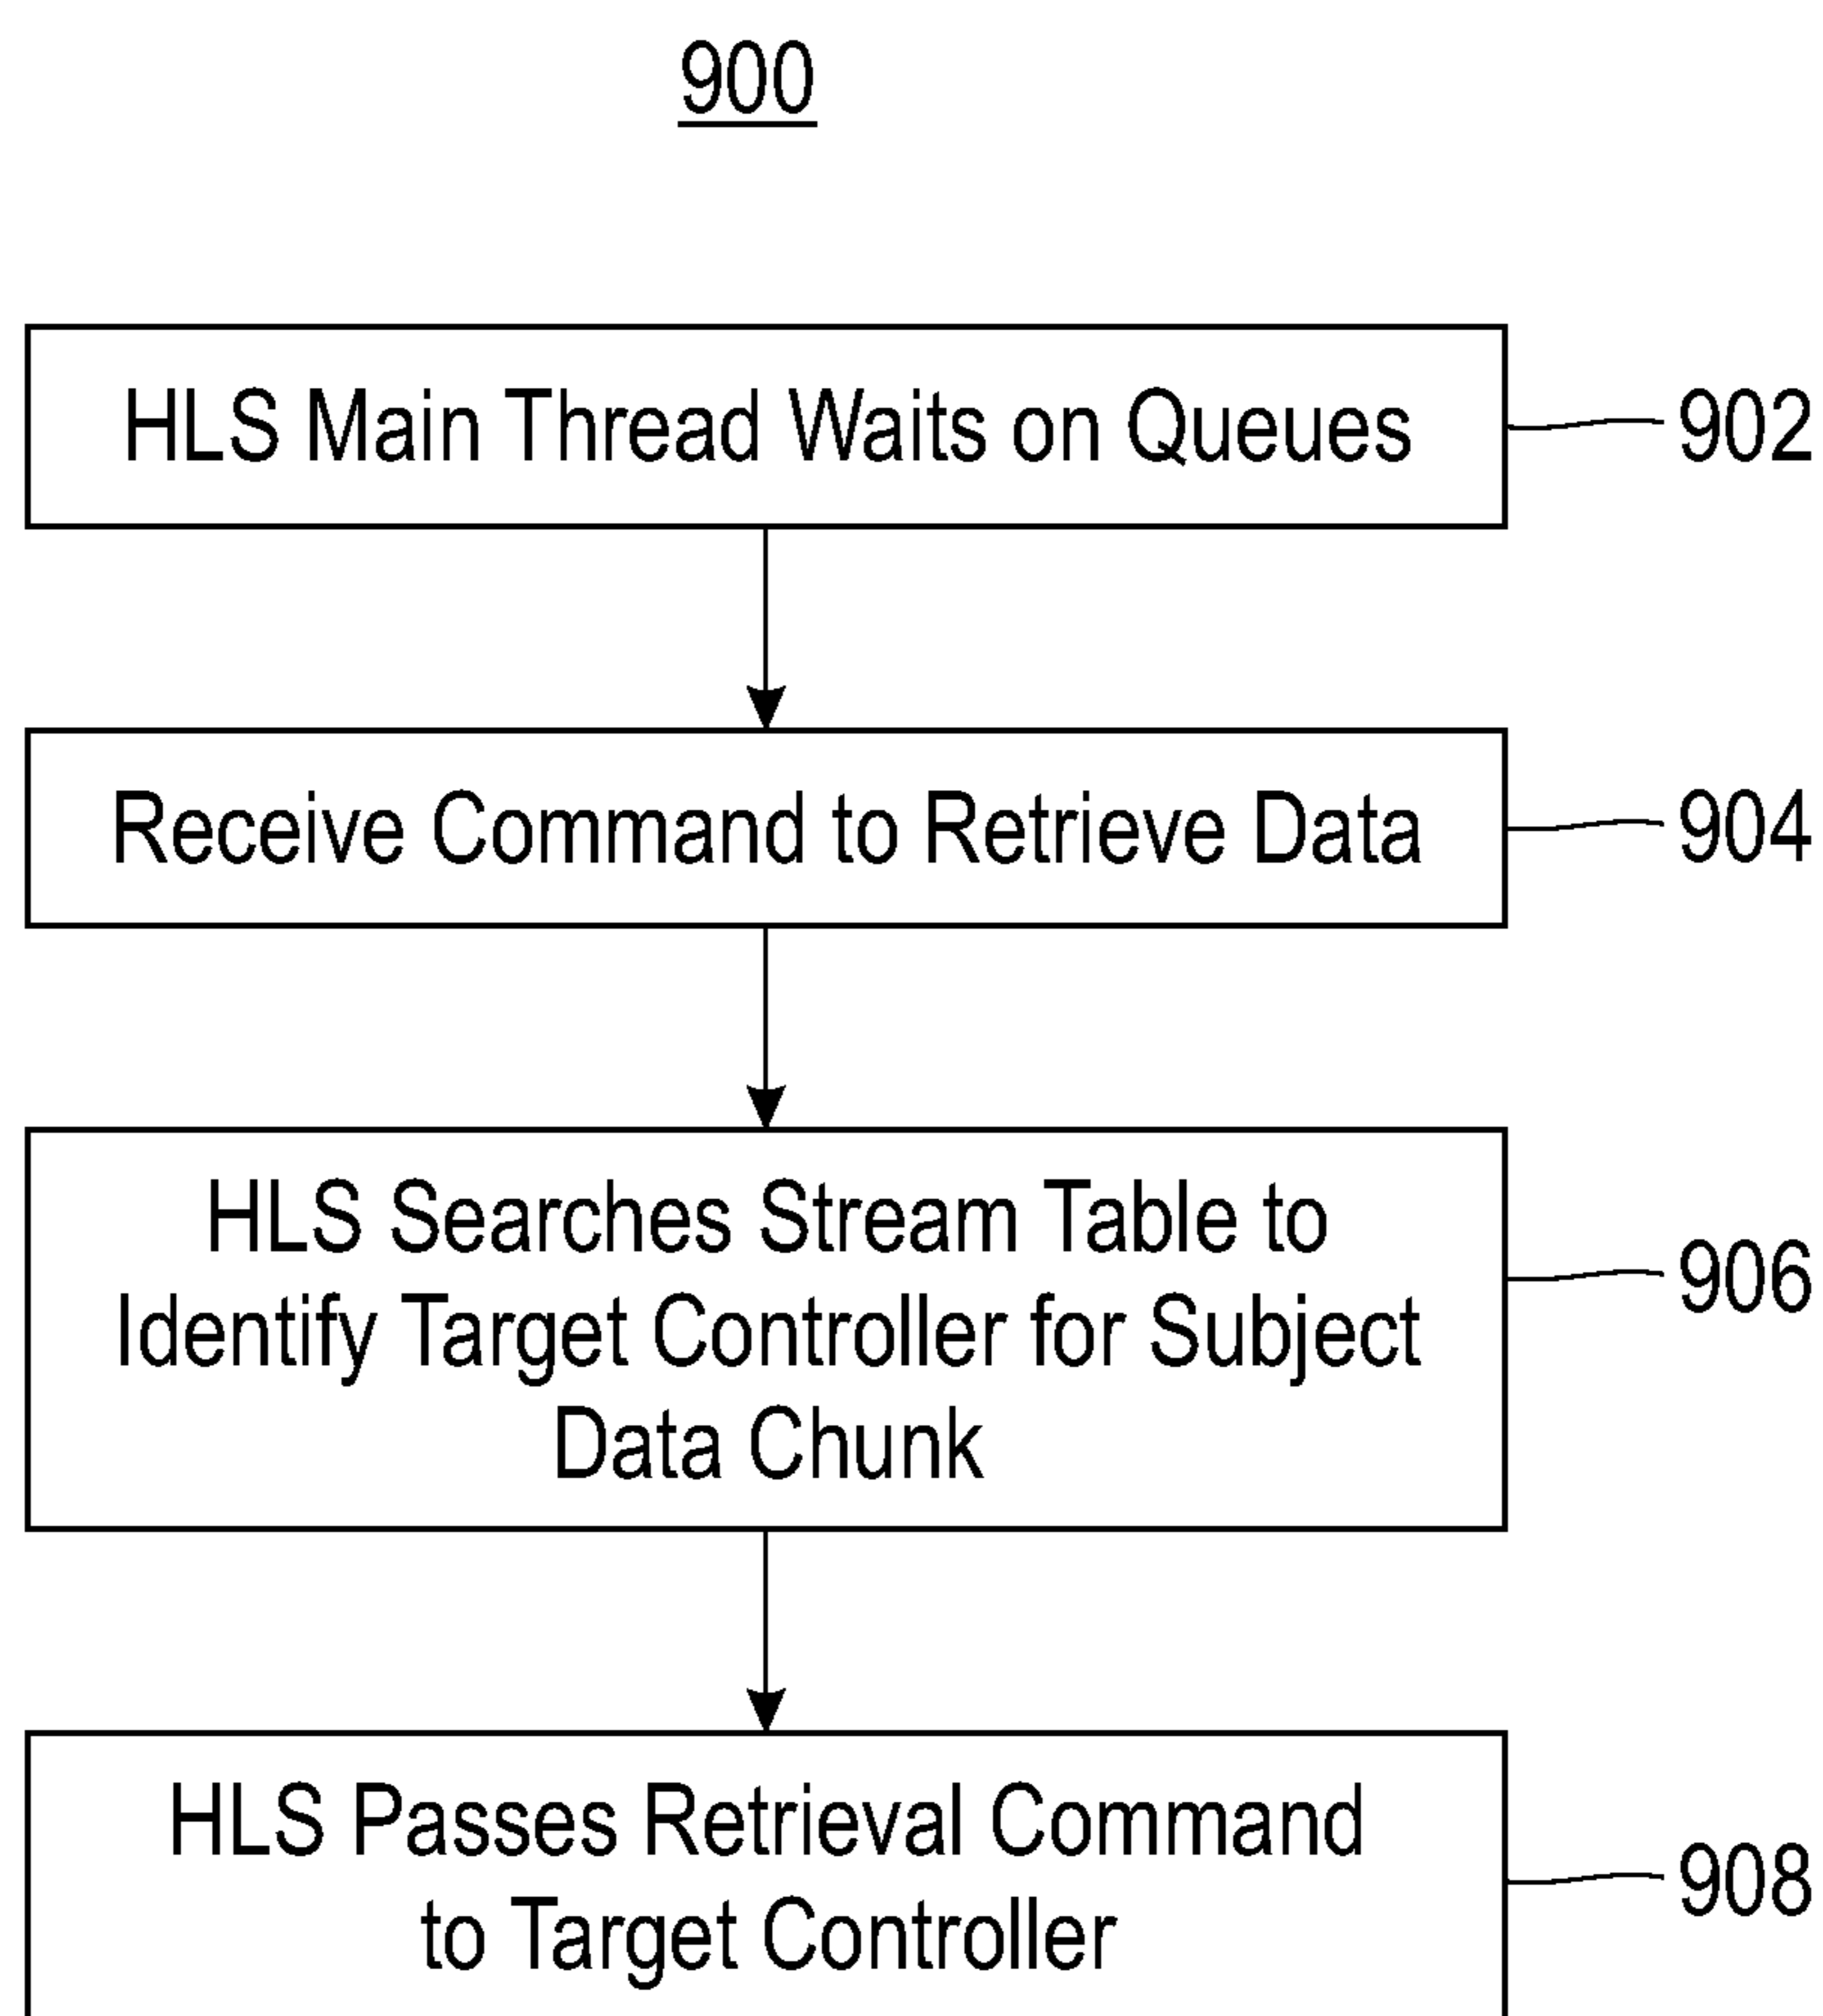 900
HLS Main Thread Waits on Queues
902
Receive Command to Retrieve Data
904
HLS Searches Stream Table to
Identify Target Controller for Subject
Data Chunk
906
HLS Passes Retrieval Command
to Target Controller
908